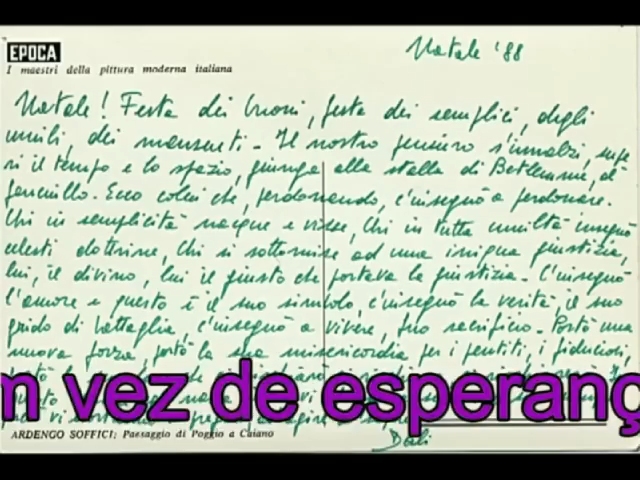 EPOCA
I maestri della pittura moderna italiana
Natale '88
Natale! Festa dei buoni, festa dei semplici, degli
umili, dei mansueti - Il nostro pensiero s'innalzi, supe
ri il tempo e lo spazio, giunga alla stalla di Betlemme, al
fanciullo. Ecco colui che, perdonando, c'insegnò a perdonare.
Chi in semplicità nacque e visse, Chi in tutta umiltà insegnò
celesti dottrine, Chi si sottomise ad una iniqua giustizia,
lui, il divino, lui il giusto che portava la giustizia. C'insegnò
l'amore e questo è il suo simbolo, c'insegnò la verità, il suo
grido di battaglia, c'insegnò a vivere, suo sacrificio. Portò una
nuova forza, portò la sua misericordia per i pentiti, i fiduciosi,
m vez de esperanç
ARDENGO SOFFICI: Paesaggio di Poggio a Caiano